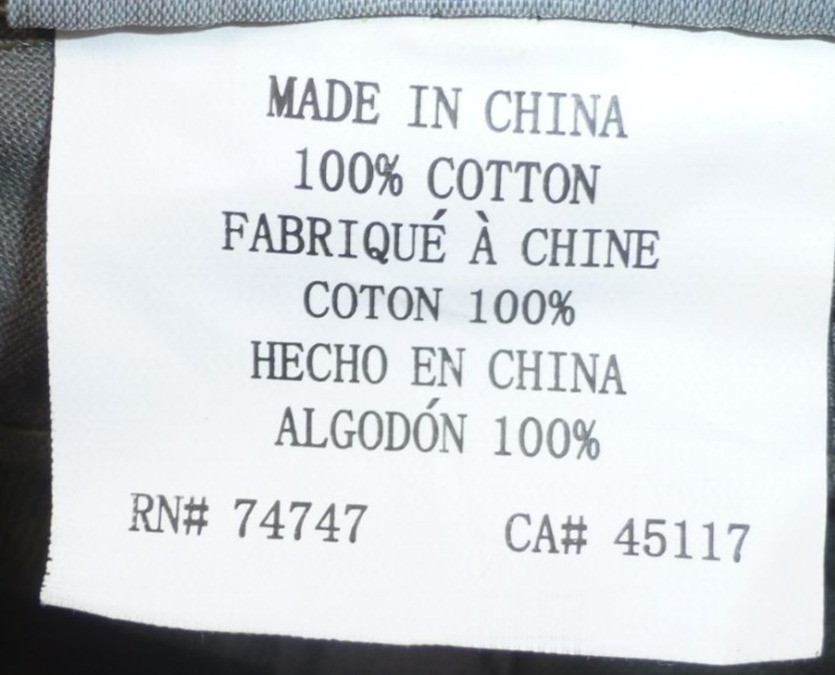 MADE IN CHINA
100% COTTON
FABRIQUÉ À CHINE
COTON 100%
HECHO EN CHINA
ALGODÓN 100%
RN# 74747 CA# 45117